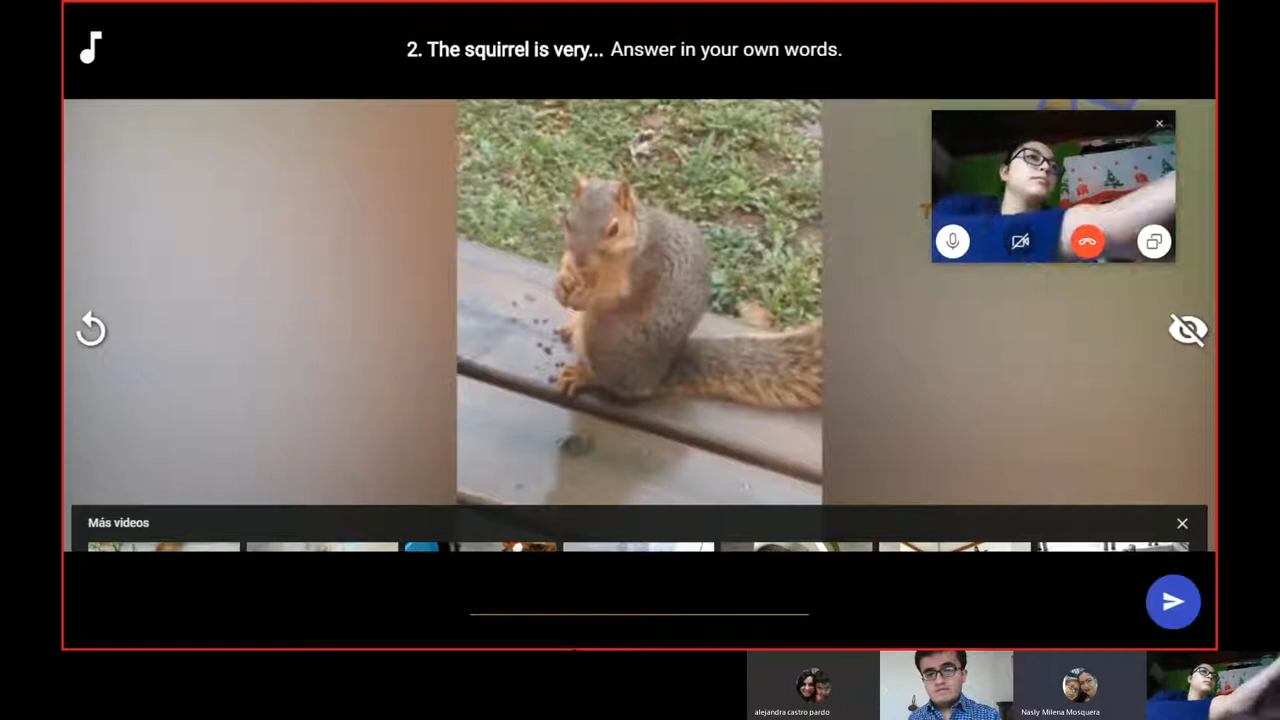 2. The squirrel is very... Answer in your own words.
Más videos
alejandra castro pardo
Nasly Milena Mosquera